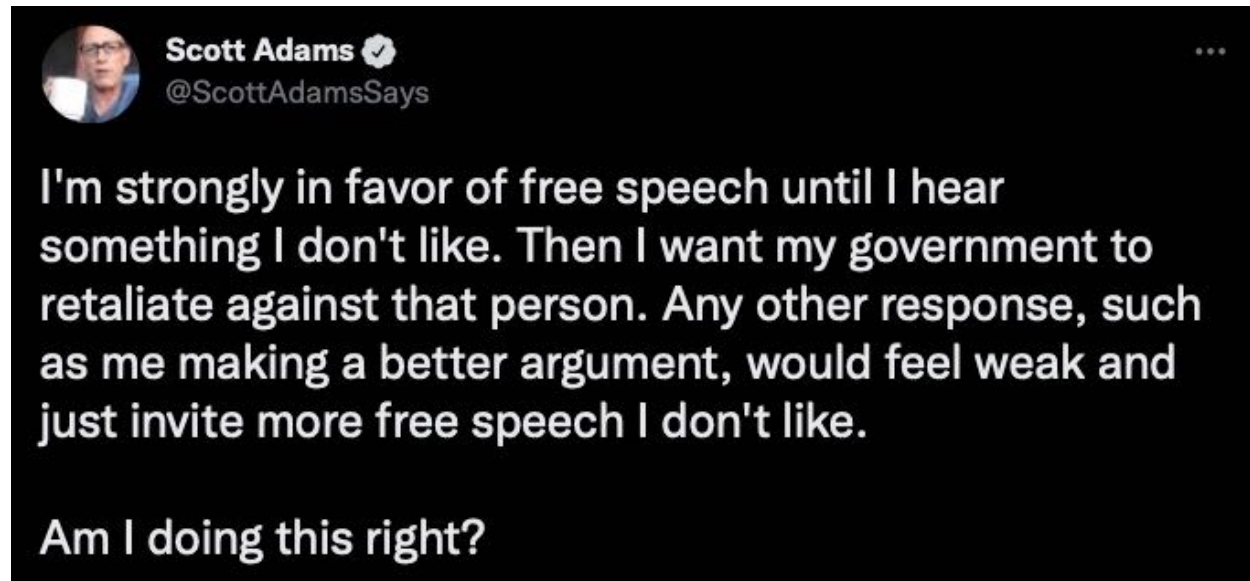 Scott Adams
@ScottAdamsSays
I'm strongly in favor of free speech until I hear
something I don't like. Then I want my government to
retaliate against that person. Any other response, such
as me making a better argument, would feel weak and
just invite more free speech I don't like.
Am I doing this right?